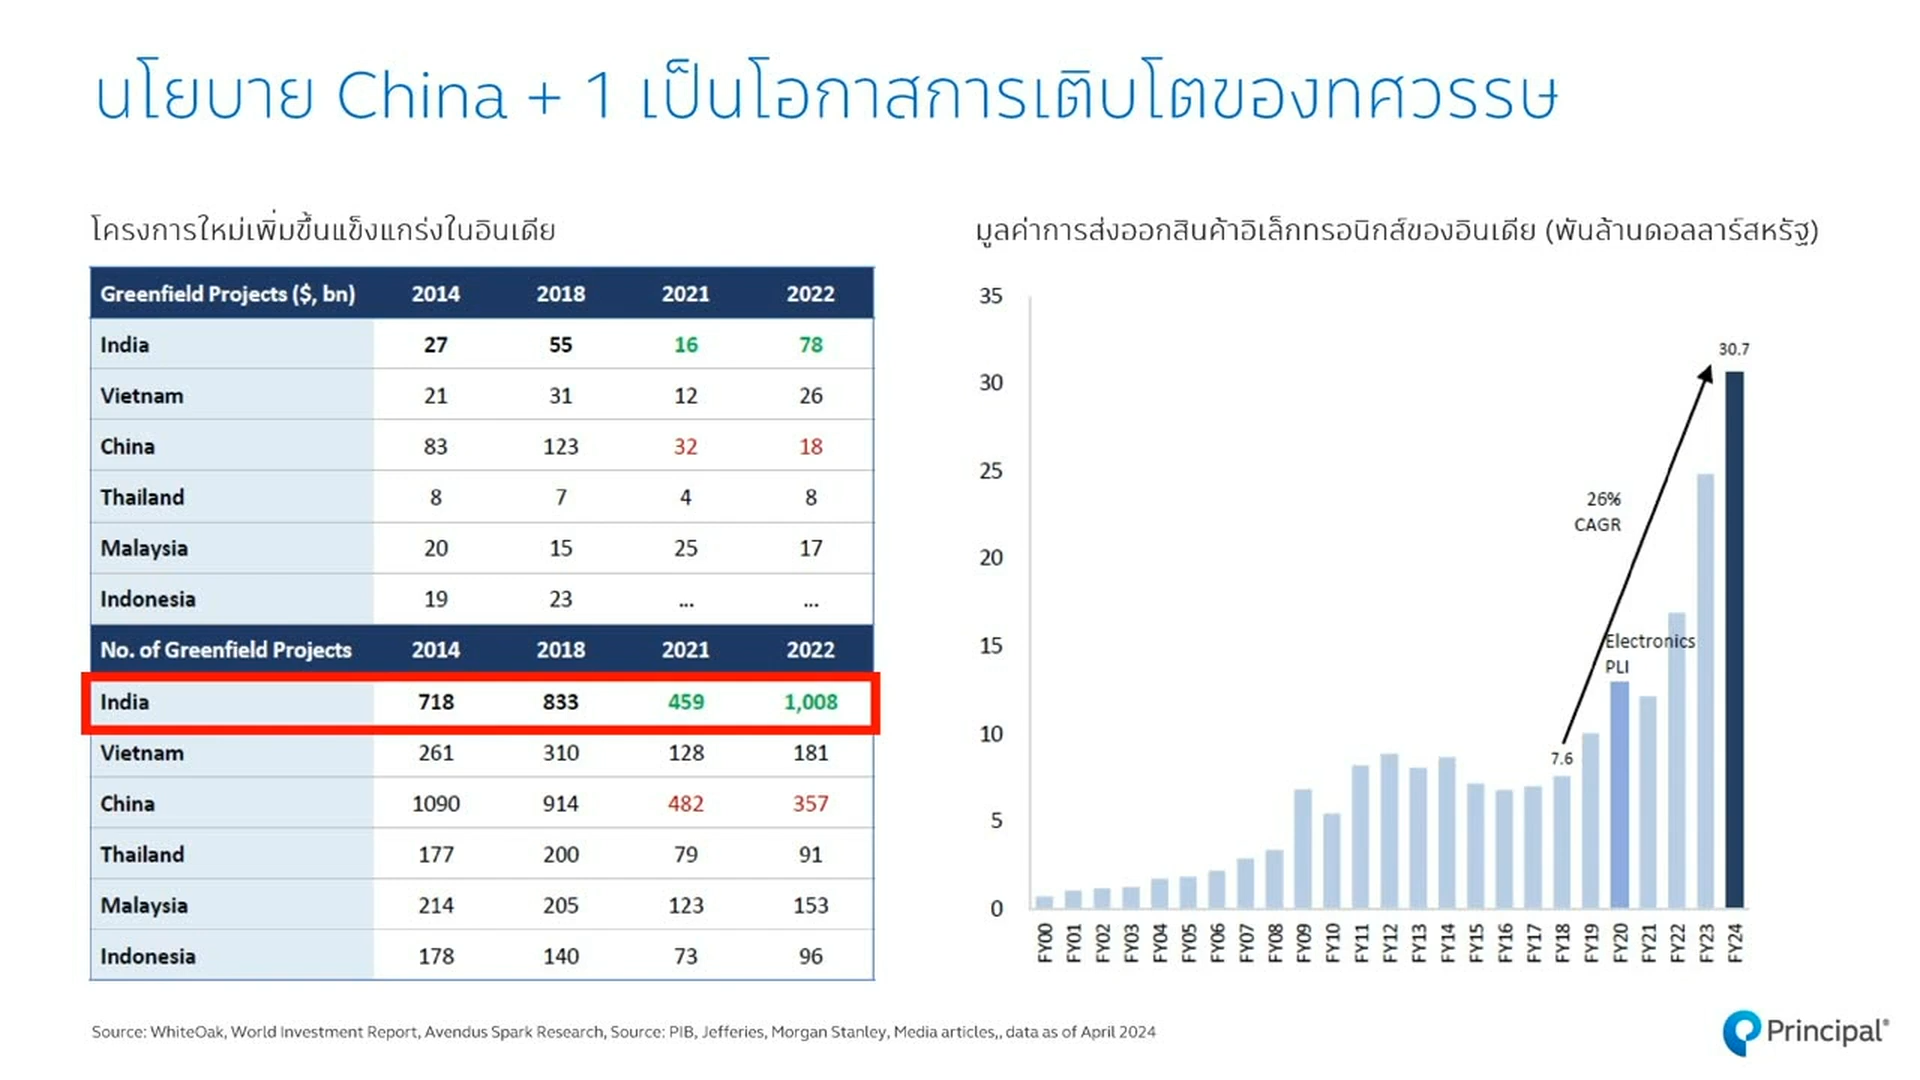 นโยบาย China + 1 เป็นโอกาสการเติบโตของทศวรรษ
โครงการใหม่เพิ่มขึ้นแข็งแกร่งในอินเดีย
Greenfield Projects ($, bn) 2014 2018 2021 2022
India 27 55 16 78
Vietnam 21 31 12 26
China 83 123 32 18
Thailand 8 7 4 8
Malaysia 20 15 25 17
Indonesia 19 23 ... ...
No. of Greenfield Projects 2014 2018 2021 2022
India 718 833 459 1,008
Vietnam 261 310 128 181
China 1090 914 482 357
Thailand 177 200 79 91
Malaysia 214 205 123 153
Indonesia 178 140 73 96
มูลค่าการส่งออกสินค้าอิเล็กทรอนิกส์ของอินเดีย (พันล้านดอลลาร์สหรัฐ)
35
30
25
20
15
10
5
0
30.7
26%
CAGR
Electronics
PLI
7.6
FY00 FY01 FY02 FY03 FY04 FY05 FY06 FY07 FY08 FY09 FY10 FY11 FY12 FY13 FY14 FY15 FY16 FY17 FY18 FY19 FY20 FY21 FY22 FY23 FY24
Source: WhiteOak, World Investment Report, Avendus Spark Research, Source: PIB, Jefferies, Morgan Stanley, Media articles,, data as of April 2024
Principal®